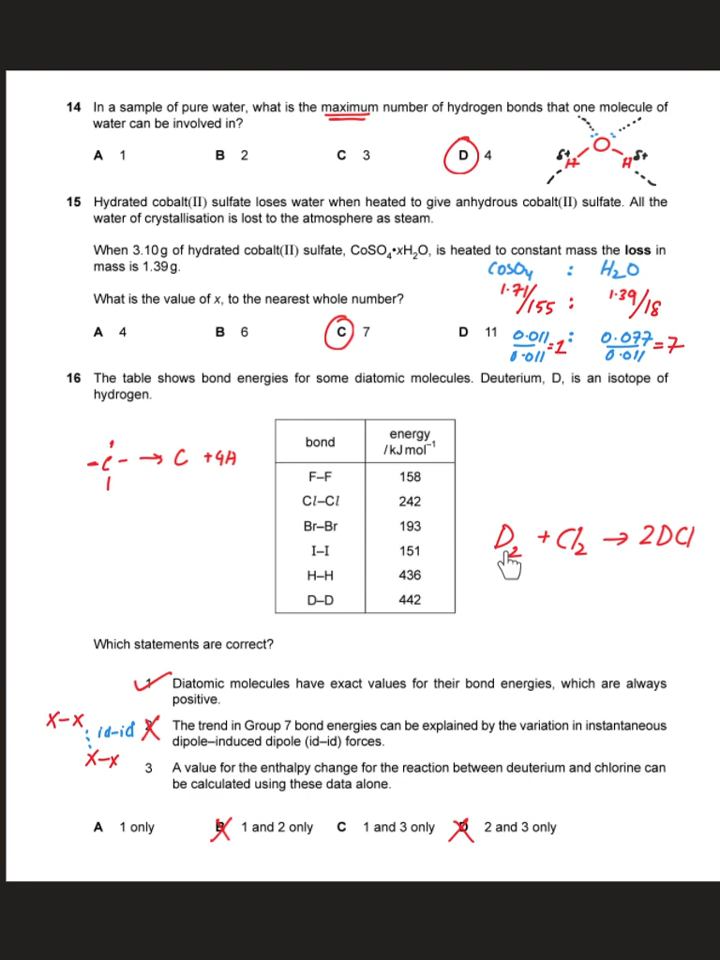 14 In a sample of pure water, what is the maximum number of hydrogen bonds that one molecule of
water can be involved in?
A 1 B 2 C 3 D 4
O
δ+ H H δ+
15 Hydrated cobalt(II) sulfate loses water when heated to give anhydrous cobalt(II) sulfate. All the
water of crystallisation is lost to the atmosphere as steam.
When 3.10 g of hydrated cobalt(II) sulfate, CoSO₄•xH₂O, is heated to constant mass the loss in
mass is 1.39 g.
CoSO₄ : H₂O
What is the value of x, to the nearest whole number?
1.71/155 : 1.39/18
A 4 B 6 C 7 D 11
0.011/0.011 = 1 : 0.077/0.011 = 7
16 The table shows bond energies for some diatomic molecules. Deuterium, D, is an isotope of
hydrogen.
bond energy /kJ mol⁻¹
F–F 158
Cl–Cl 242
Br–Br 193
I–I 151
H–H 436
D–D 442
-C- → C + 4H
D₂ + Cl₂ → 2DCl
Which statements are correct?
1 Diatomic molecules have exact values for their bond energies, which are always
positive.
X-X
id-id
X-X
2 The trend in Group 7 bond energies can be explained by the variation in instantaneous
dipole–induced dipole (id–id) forces.
3 A value for the enthalpy change for the reaction between deuterium and chlorine can
be calculated using these data alone.
A 1 only B 1 and 2 only C 1 and 3 only D 2 and 3 only